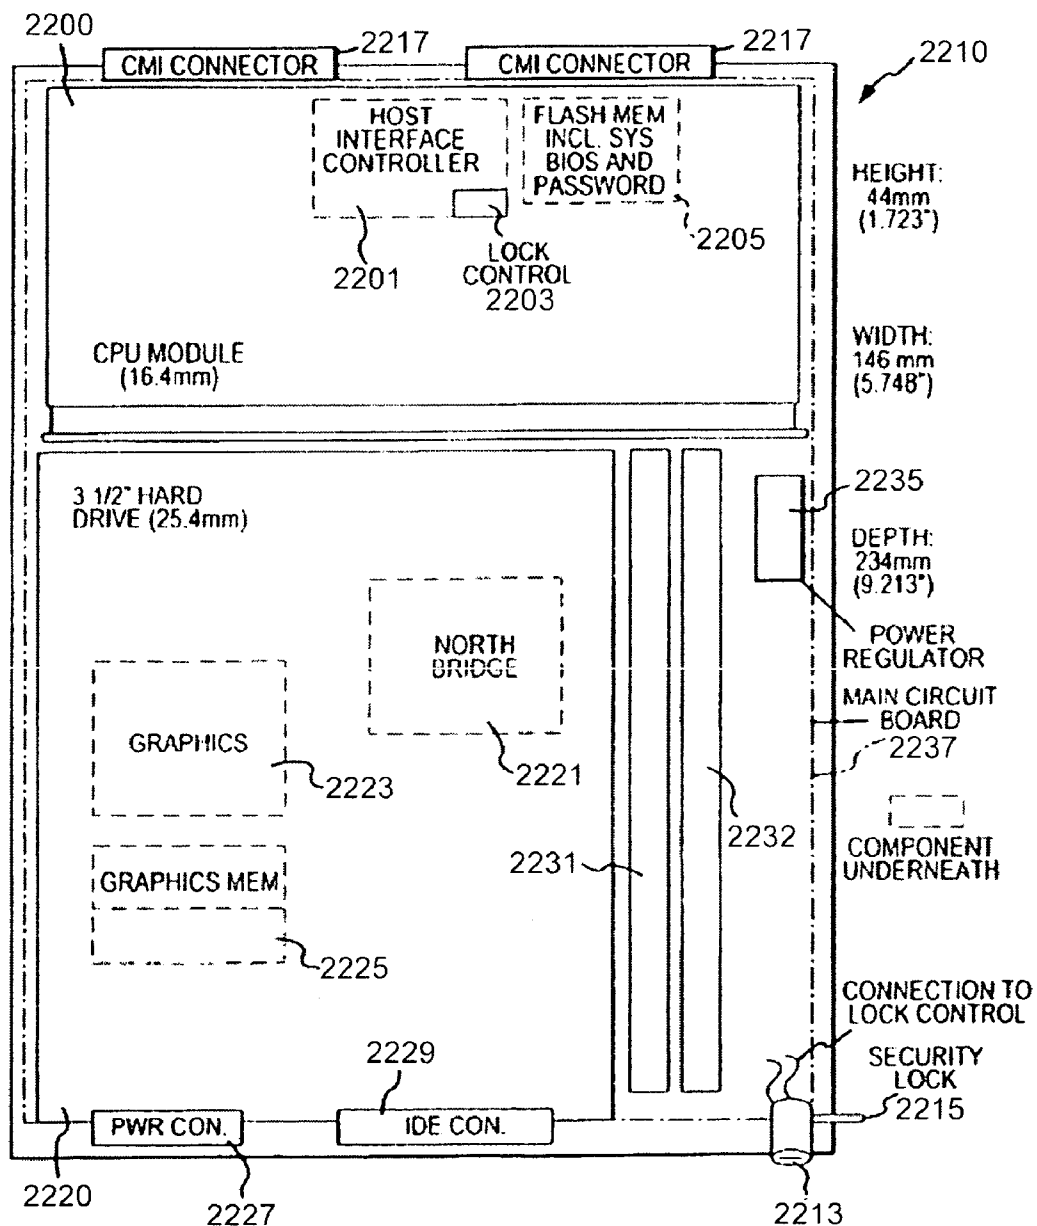 2200
2217
2217
CMI CONNECTOR
CMI CONNECTOR
2210
HOST
INTERFACE
CONTROLLER
FLASH MEM
INCL. SYS
BIOS AND
PASSWORD
HEIGHT:
44mm
(1.723")
2205
2201
LOCK
CONTROL
2203
CPU MODULE
(16.4mm)
WIDTH:
146 mm
(5.748")
3 1/2" HARD
DRIVE (25.4mm)
2235
DEPTH:
234mm
(9.213")
NORTH
BRIDGE
POWER
REGULATOR
MAIN CIRCUIT
BOARD
2237
GRAPHICS
2221
2223
2232
2231
COMPONENT
UNDERNEATH
GRAPHICS MEM
2225
CONNECTION TO
LOCK CONTROL
2229
SECURITY
LOCK
2215
PWR CON.
IDE CON.
2220
2227
2213